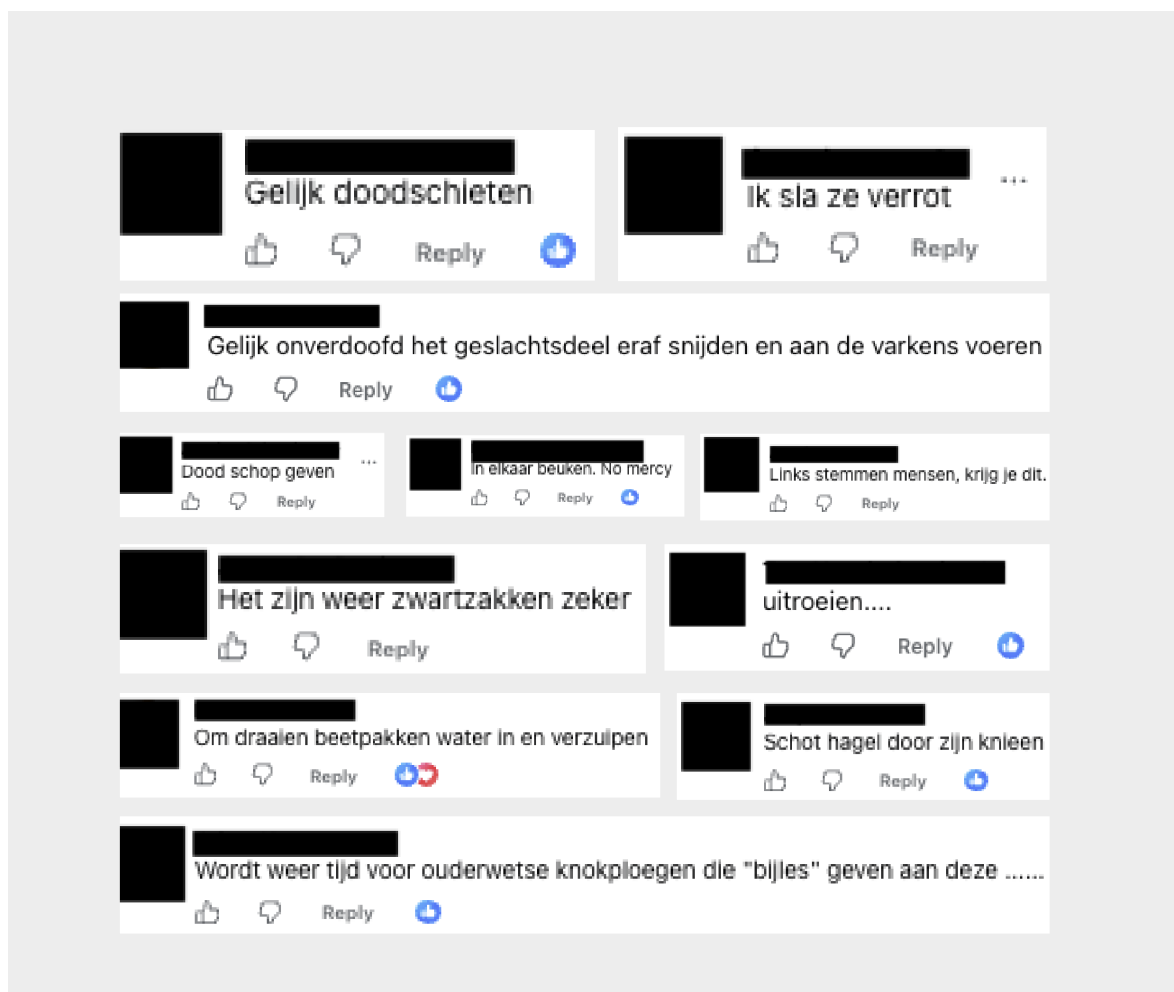 Gelijk doodschieten
Reply
Ik sla ze verrot
Reply
Gelijk onverdoofd het geslachtsdeel eraf snijden en aan de varkens voeren
Reply
Dood schop geven
Reply
In elkaar beuken. No mercy
Reply
Links stemmen mensen, krijg je dit.
Reply
Het zijn weer zwartzakken zeker
Reply
uitroeien....
Reply
Om draaien beetpakken water in en verzuipen
Reply
Schot hagel door zijn knieen
Reply
Wordt weer tijd voor ouderwetse knokploegen die "bijles" geven aan deze ......
Reply